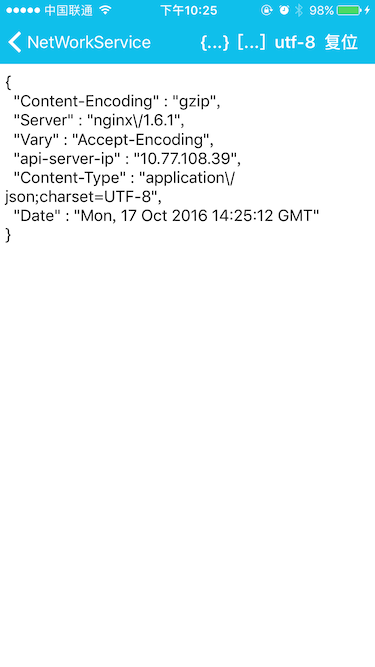 中国联通 下午10:25 98%
NetWorkService {...} [...] utf-8 复位
{
"Content-Encoding" : "gzip",
"Server" : "nginx\/1.6.1",
"Vary" : "Accept-Encoding",
"api-server-ip" : "10.77.108.39",
"Content-Type" : "application\/
json;charset=UTF-8",
"Date" : "Mon, 17 Oct 2016 14:25:12 GMT"
}